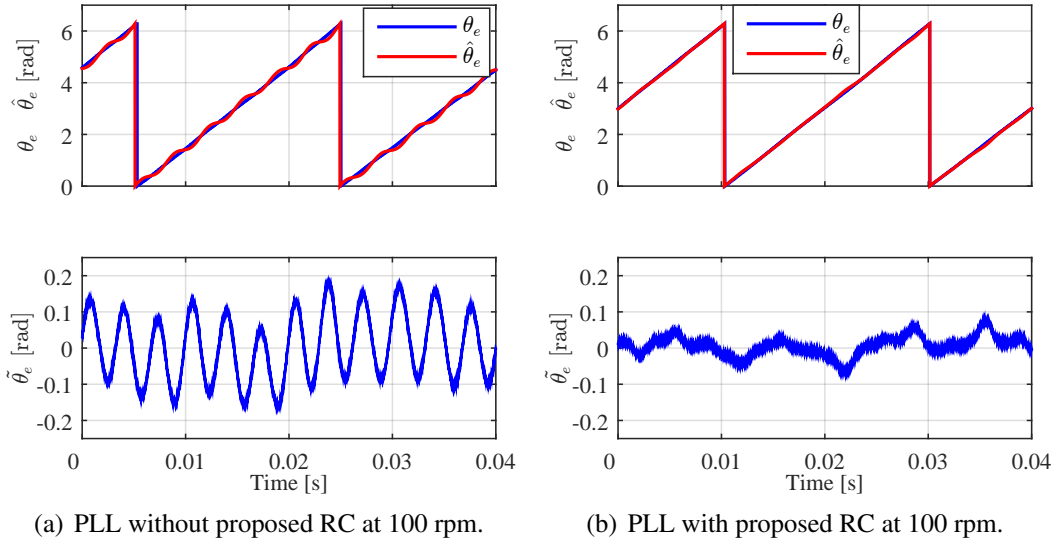 θₑ θ̂ₑ [rad]
6
4
2
0
θₑ
θ̂ₑ
θ̃ₑ [rad]
0.2
0.1
0
-0.1
-0.2
0 0.01 0.02 0.03 0.04
Time [s]
(a) PLL without proposed RC at 100 rpm.
θₑ θ̂ₑ [rad]
6
4
2
0
θₑ
θ̂ₑ
θ̃ₑ [rad]
0.2
0.1
0
-0.1
-0.2
0 0.01 0.02 0.03 0.04
Time [s]
(b) PLL with proposed RC at 100 rpm.